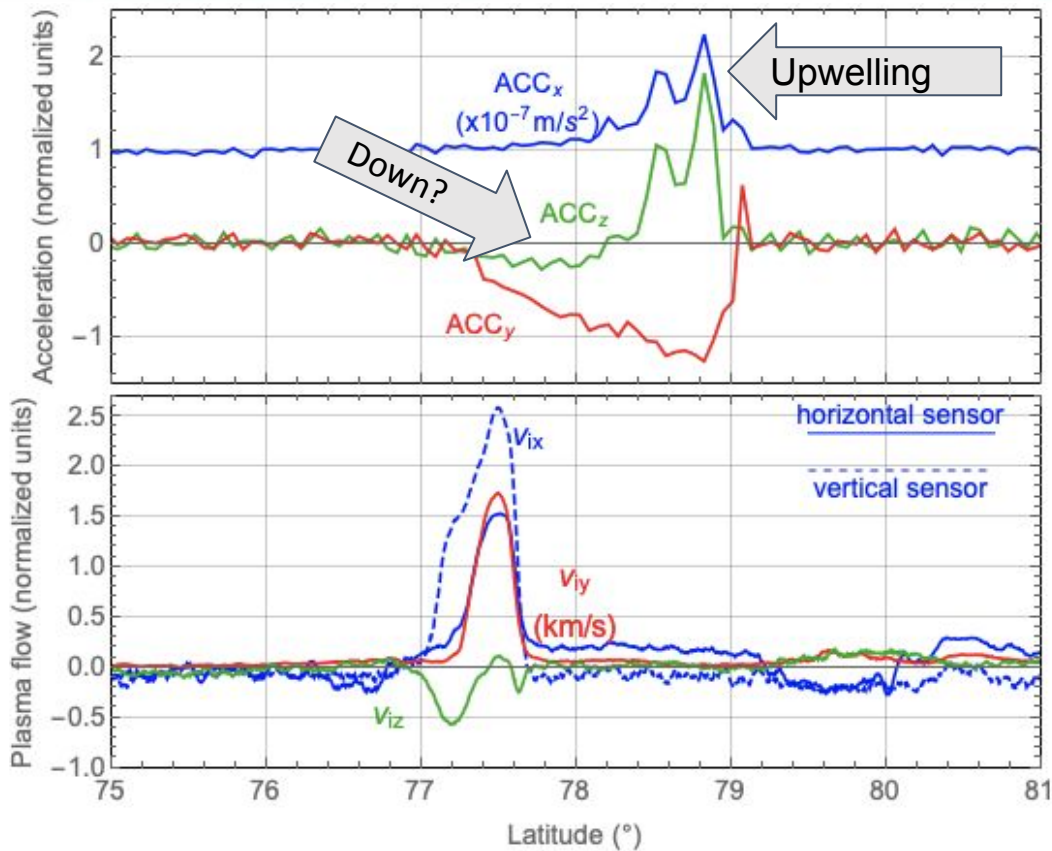 Acceleration (normalized units)
2
1
0
−1
ACCx
(x10⁻⁷ m/s²)
Upwelling
Down?
ACCz
ACCy
Plasma flow (normalized units)
2.5
2.0
1.5
1.0
0.5
0.0
−0.5
−1.0
vix
horizontal sensor
vertical sensor
viy
(km/s)
viz
75
76
77
78
79
80
81
Latitude (°)